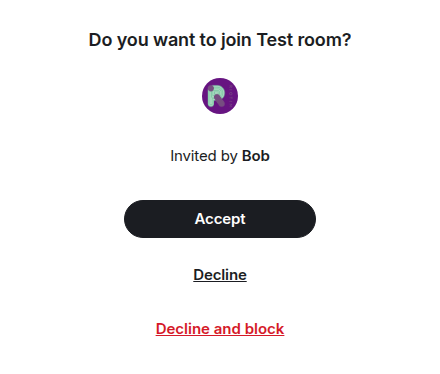 Do you want to join Test room?
Invited by Bob
Accept
Decline
Decline and block